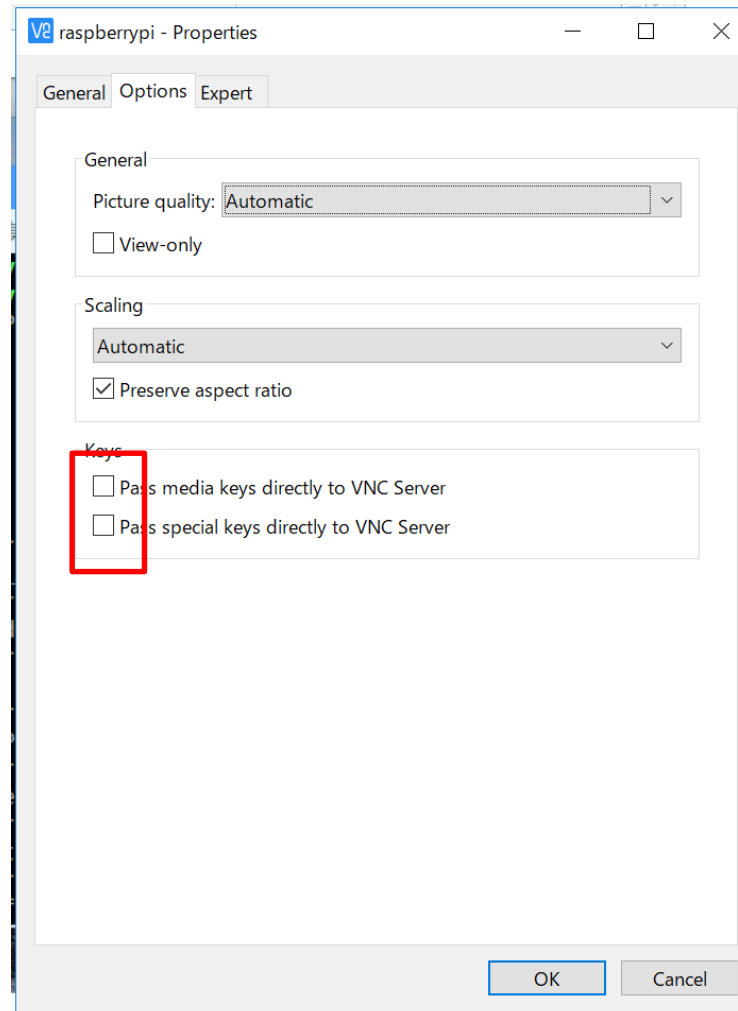 V2 raspberrypi - Properties
General Options Expert
General
Picture quality: Automatic
View-only
Scaling
Automatic
Preserve aspect ratio
Keys
Pass media keys directly to VNC Server
Pass special keys directly to VNC Server
OK Cancel